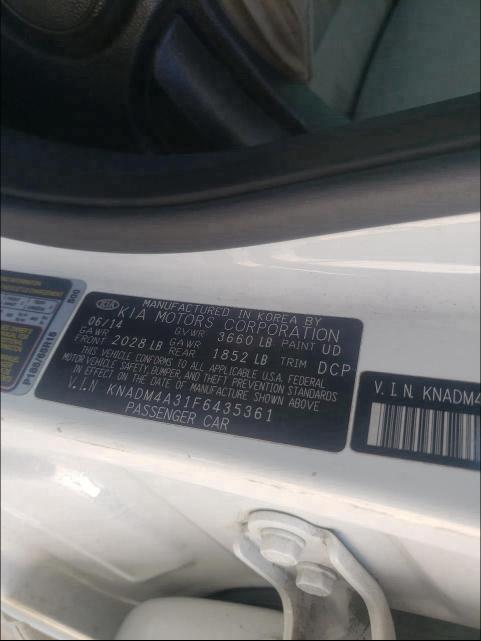 MANUFACTURED IN KOREA BY
KIA KIA MOTORS CORPORATION
06/14 GVWR 3660 LB PAINT UD
GAWR GAWR
FRONT 2028 LB REAR 1852 LB TRIM DCP
THIS VEHICLE CONFORMS TO ALL APPLICABLE U.S.A. FEDERAL
MOTOR VEHICLE SAFETY, BUMPER, AND THEFT PREVENTION STANDARDS
IN EFFECT ON THE DATE OF MANUFACTURE SHOWN ABOVE
V.I.N KNADM4A31F6435361
PASSENGER CAR
V.I.N. KNADM4